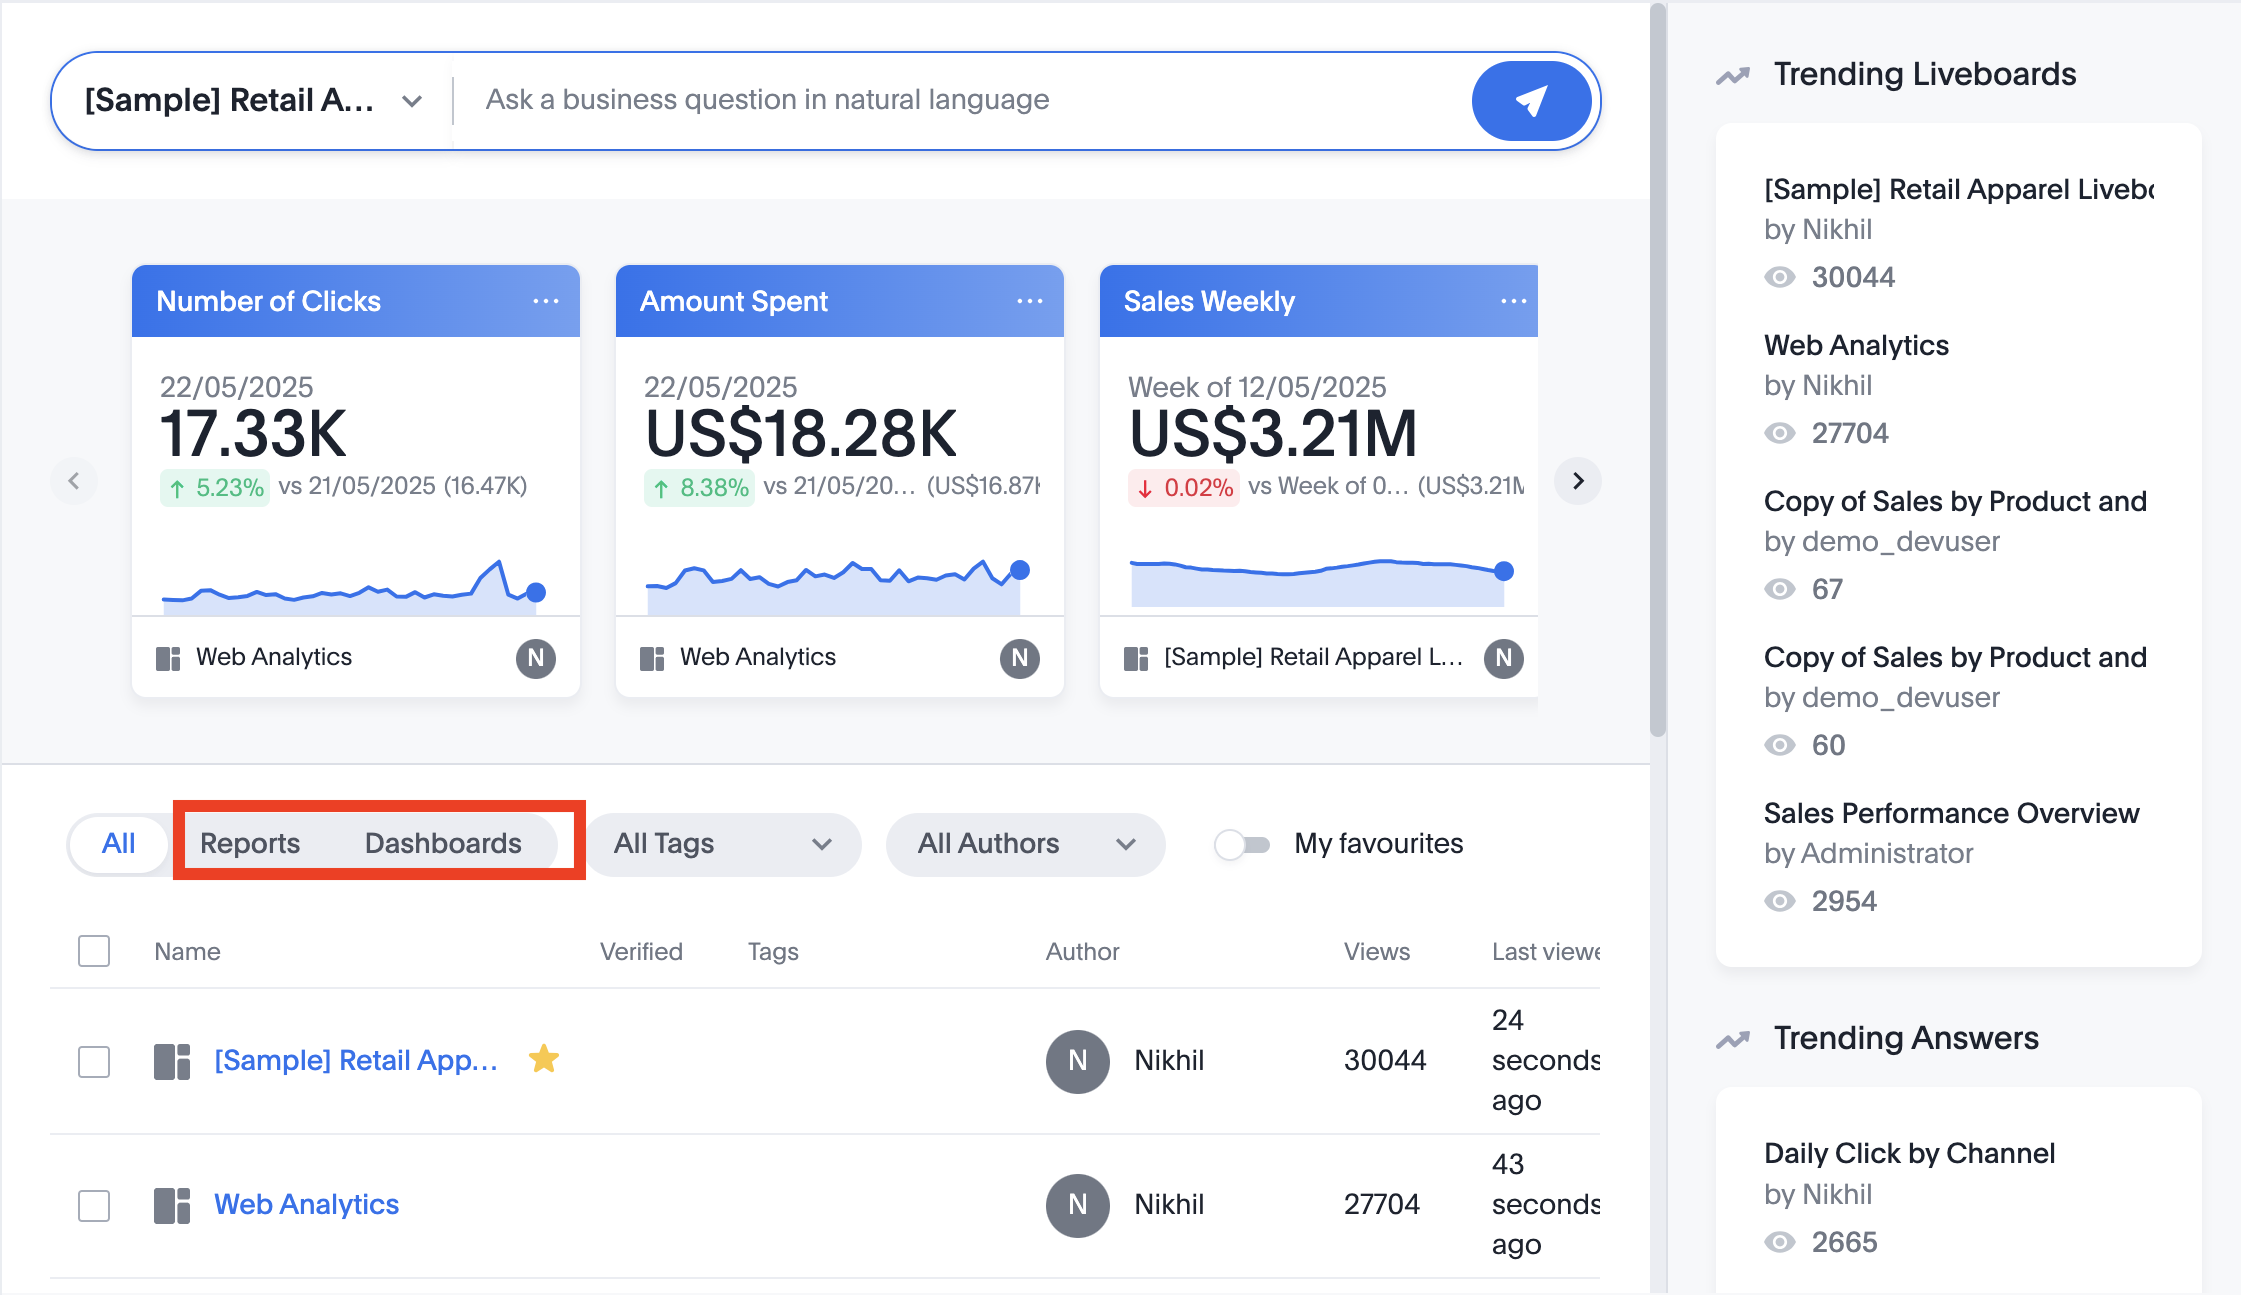 [Sample] Retail A...
Ask a business question in natural language
Number of Clicks
22/05/2025
17.33K
↑ 5.23% vs 21/05/2025 (16.47K)
Web Analytics
N
Amount Spent
22/05/2025
US$18.28K
↑ 8.38% vs 21/05/20... (US$16.87K
Web Analytics
N
Sales Weekly
Week of 12/05/2025
US$3.21M
↓ 0.02% vs Week of 0... (US$3.21M
[Sample] Retail Apparel L...
N
All
Reports
Dashboards
All Tags
All Authors
My favourites
Name Verified Tags Author Views Last viewe
[Sample] Retail App... N Nikhil 30044 24 seconds ago
Web Analytics N Nikhil 27704 43 seconds ago
Trending Liveboards
[Sample] Retail Apparel Livebo
by Nikhil
30044
Web Analytics
by Nikhil
27704
Copy of Sales by Product and
by demo_devuser
67
Copy of Sales by Product and
by demo_devuser
60
Sales Performance Overview
by Administrator
2954
Trending Answers
Daily Click by Channel
by Nikhil
2665